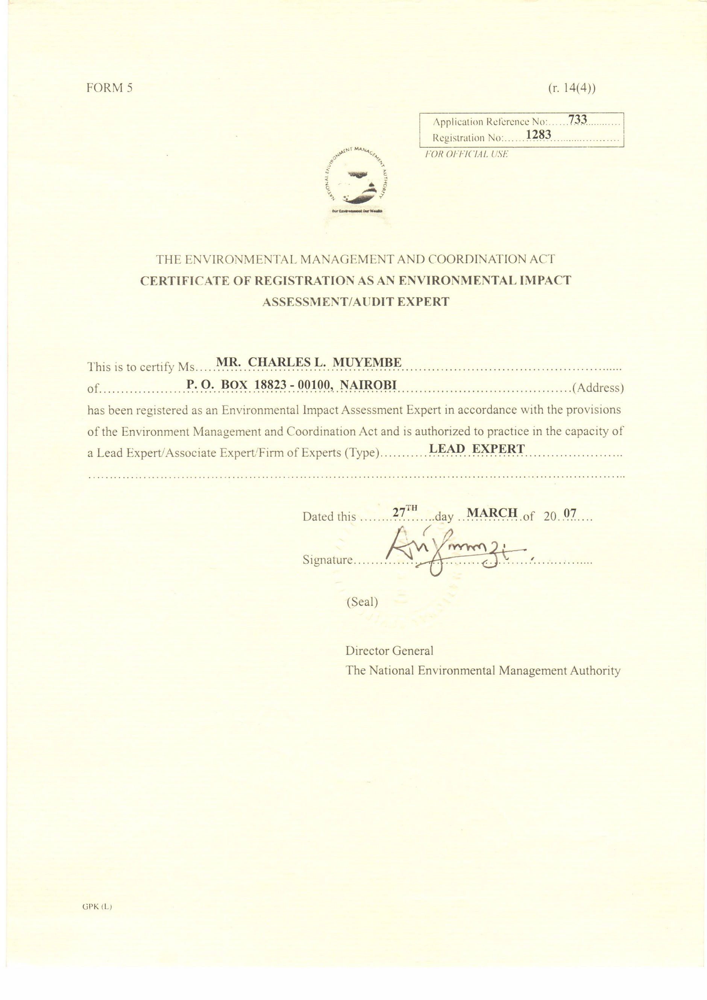 FORM 5
(r. 14(4))
Application Reference No:......733............
Registration No:......1283........................
FOR OFFICIAL USE
NATIONAL ENVIRONMENT MANAGEMENT AUTHORITY
Our Environment Our Wealth
THE ENVIRONMENTAL MANAGEMENT AND COORDINATION ACT
CERTIFICATE OF REGISTRATION AS AN ENVIRONMENTAL IMPACT
ASSESSMENT/AUDIT EXPERT
This is to certify Ms.....MR. CHARLES L. MUYEMBE..........................................
of....................P. O. BOX 18823 - 00100, NAIROBI..........................................(Address)
has been registered as an Environmental Impact Assessment Expert in accordance with the provisions
of the Environment Management and Coordination Act and is authorized to practice in the capacity of
a Lead Expert/Associate Expert/Firm of Experts (Type)...........LEAD EXPERT........................
Dated this ........27TH.....day ..MARCH.of 20.07....
Signature..........................................................
(Seal)
Director General
The National Environmental Management Authority
GPK (L)